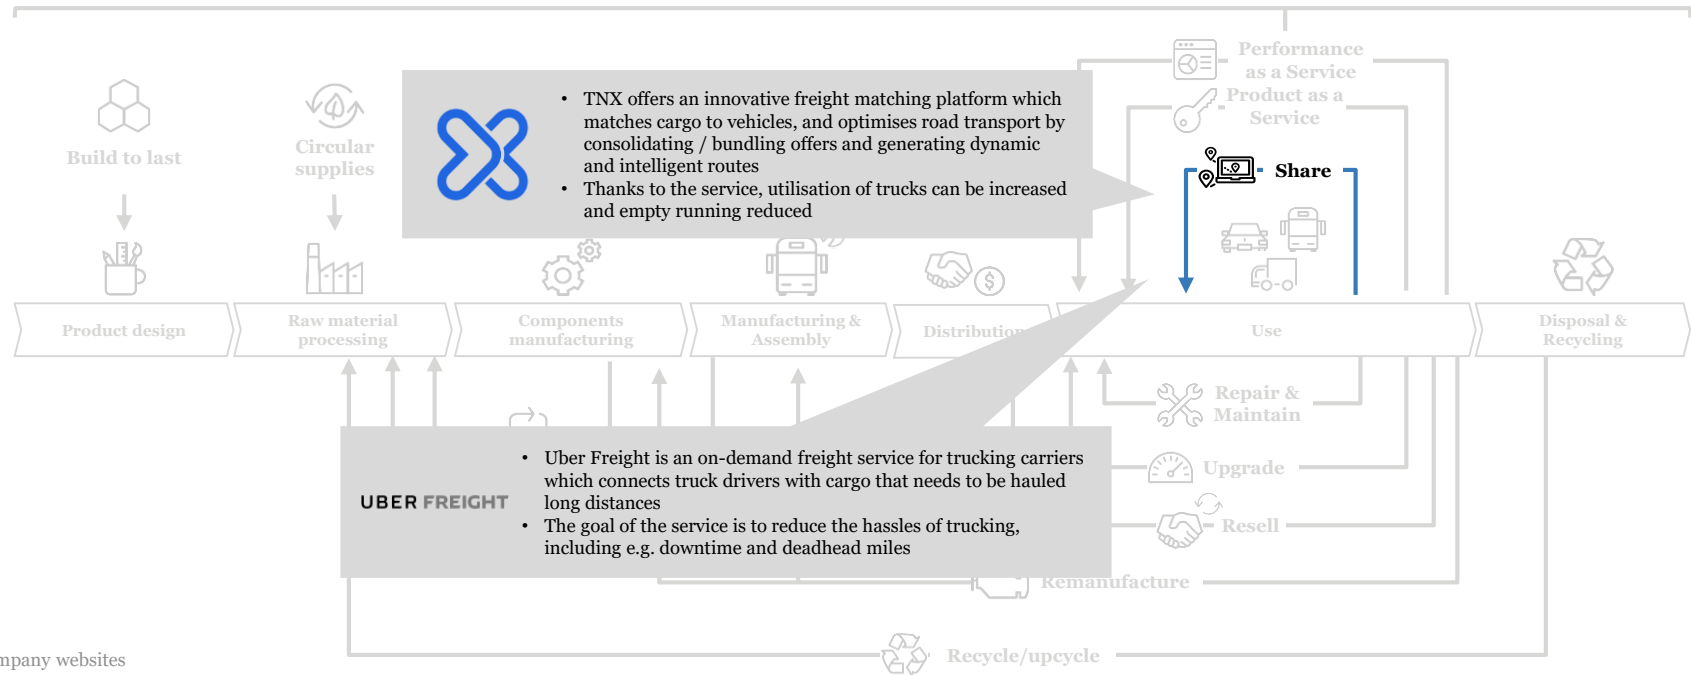 Performance
as a Service
Product as a
Service
Build to last
Circular
supplies
• TNX offers an innovative freight matching platform which
matches cargo to vehicles, and optimises road transport by
consolidating / bundling offers and generating dynamic
and intelligent routes
• Thanks to the service, utilisation of trucks can be increased
and empty running reduced
Share
$
Product design
Raw material
processing
Components
manufacturing
Manufacturing &
Assembly
Distribution
Use
Disposal &
Recycling
Repair &
Maintain
Upgrade
Resell
UBER FREIGHT
• Uber Freight is an on-demand freight service for trucking carriers
which connects truck drivers with cargo that needs to be hauled
long distances
• The goal of the service is to reduce the hassles of trucking,
including e.g. downtime and deadhead miles
Remanufacture
Recycle/upcycle
mpany websites